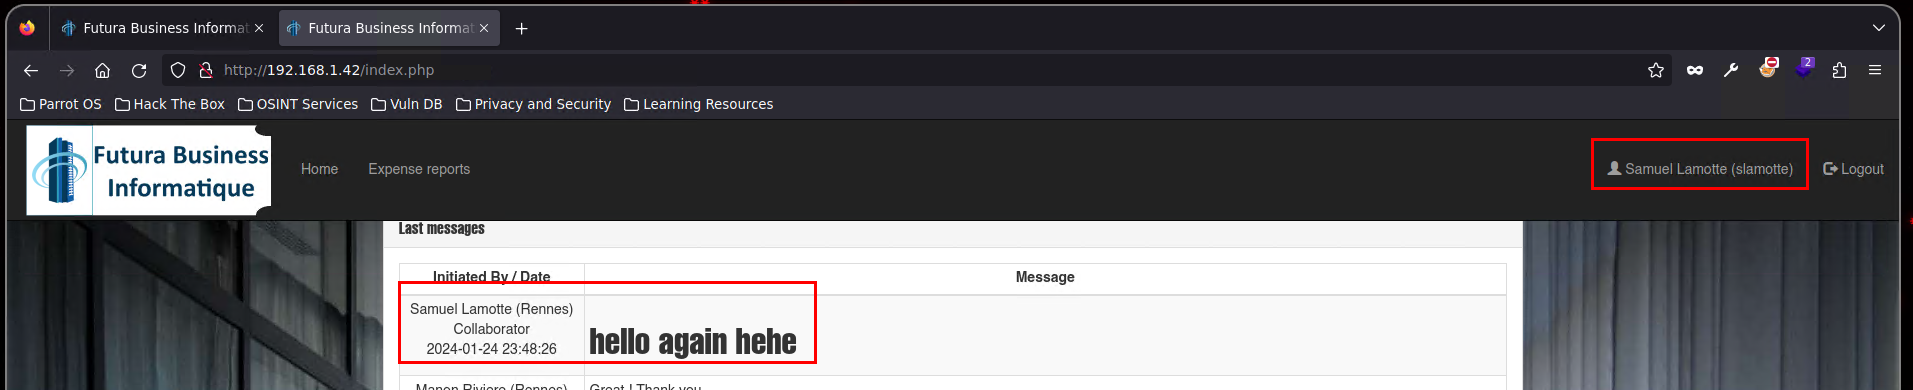 Futura Business Informat
Futura Business Informat
http://192.168.1.42/index.php
2
Parrot OS
Hack The Box
OSINT Services
Vuln DB
Privacy and Security
Learning Resources
Futura Business
Informatique
Home
Expense reports
Samuel Lamotte (slamotte)
Logout
Last messages
Initiated By / Date
Message
Samuel Lamotte (Rennes)
Collaborator
2024-01-24 23:48:26
hello again hehe
Manon Riviere (Rennes)
Great ! Thank you